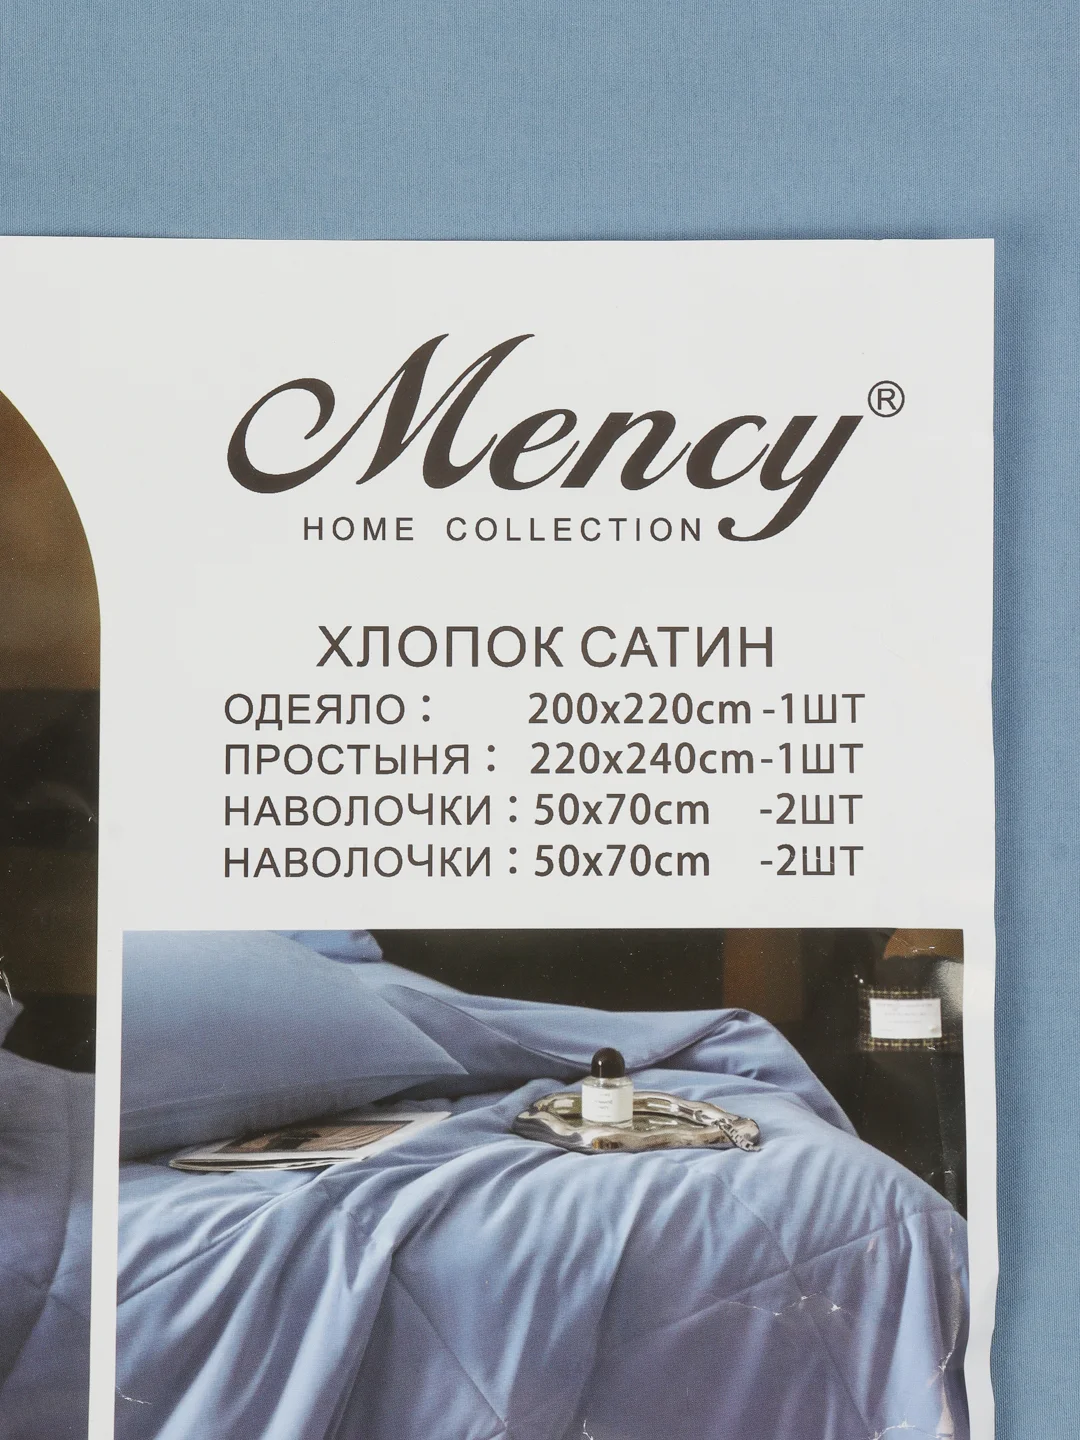 Mency®
HOME COLLECTION
ХЛОПОК САТИН
ОДЕЯЛО : 200x220cm -1ШТ
ПРОСТЫНЯ : 220x240cm-1ШТ
НАВОЛОЧКИ : 50x70cm -2ШТ
НАВОЛОЧКИ : 50x70cm -2ШТ